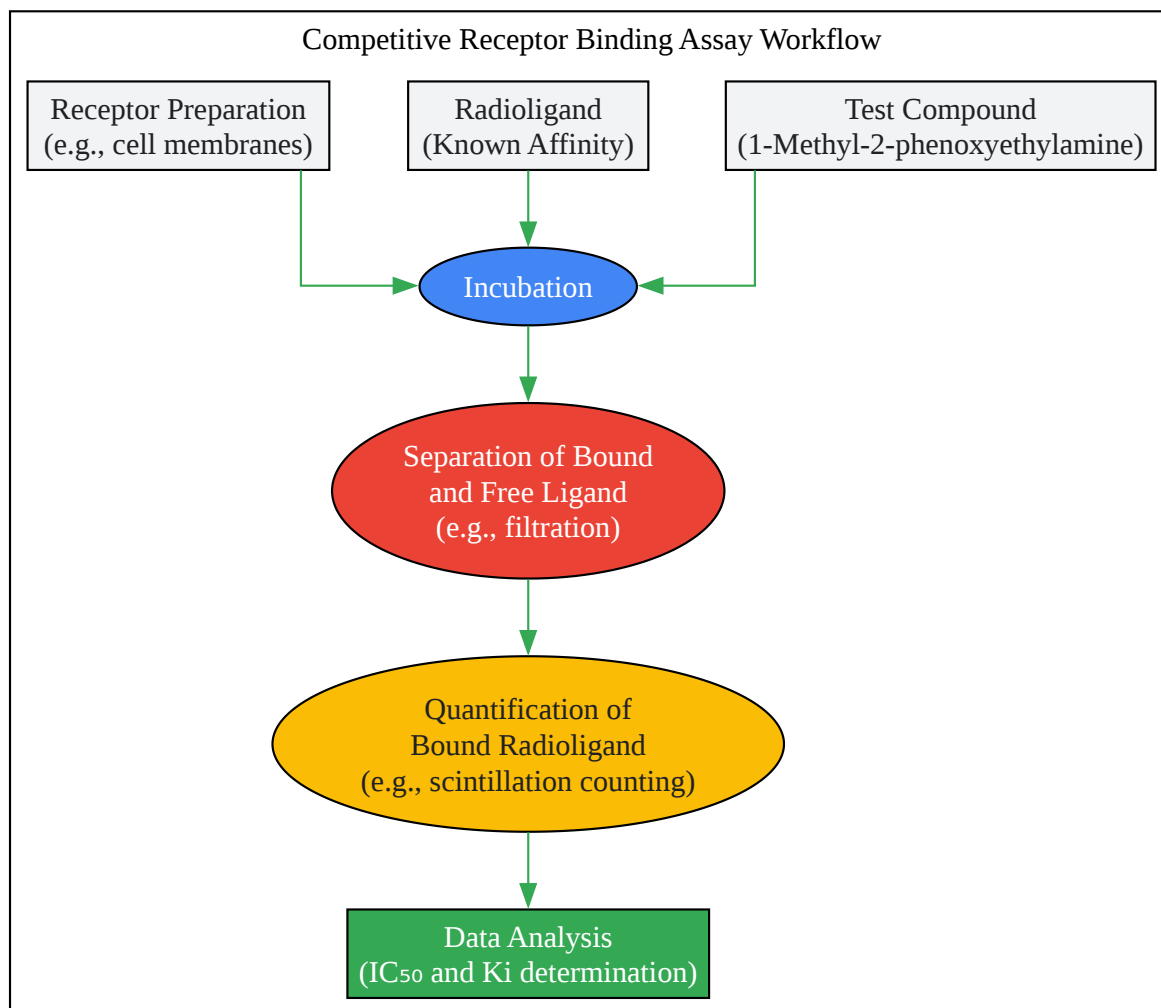 Competitive Receptor Binding Assay Workflow
Receptor Preparation
(e.g., cell membranes)
Radioligand
(Known Affinity)
Test Compound
(1-Methyl-2-phenoxyethylamine)
Incubation
Separation of Bound
and Free Ligand
(e.g., filtration)
Quantification of
Bound Radioligand
(e.g., scintillation counting)
Data Analysis
(IC₅₀ and Ki determination)